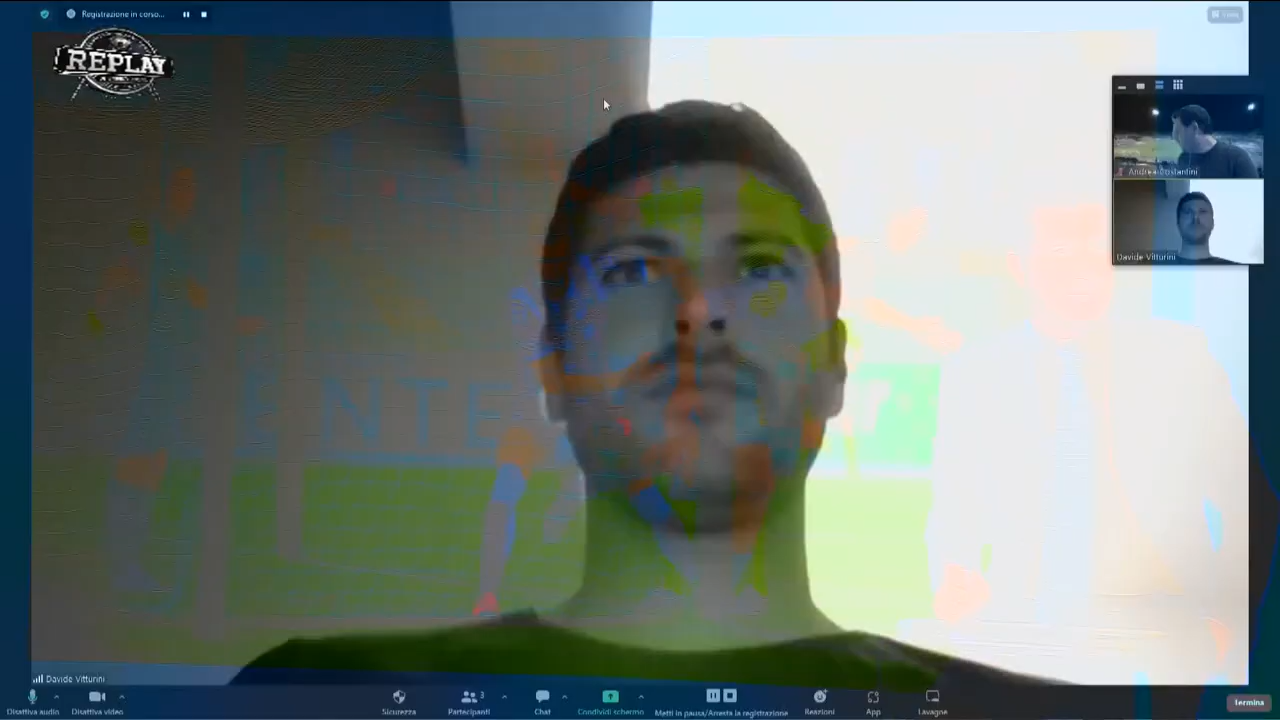 Registrazione in corso...
REPLAY
Andrea Costantini
Davide Vitturini
ENTE
Davide Vitturini
Disattiva audio
Disattiva video
Sicurezza
Partecipanti
3
Chat
Condividi schermo
Metti in pausa/Arresta la registrazione
Reazioni
App
Lavagne
Termina